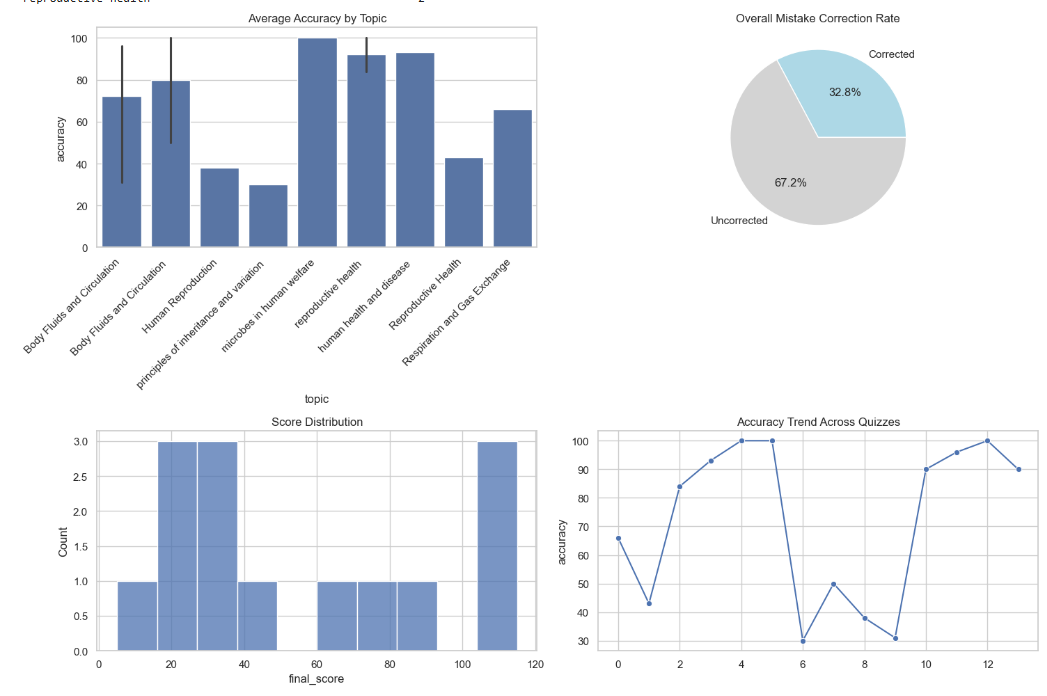 reproductive health 2
Average Accuracy by Topic
accuracy
100
80
60
40
20
0
Body Fluids and Circulation
Body Fluids and Circulation
Human Reproduction
principles of inheritance and variation
microbes in human welfare
reproductive health
human health and disease
Reproductive Health
Respiration and Gas Exchange
topic
Overall Mistake Correction Rate
Corrected
32.8%
67.2%
Uncorrected
Score Distribution
Count
3.0
2.5
2.0
1.5
1.0
0.5
0.0
0 20 40 60 80 100 120
final_score
Accuracy Trend Across Quizzes
accuracy
100
90
80
70
60
50
40
30
0 2 4 6 8 10 12